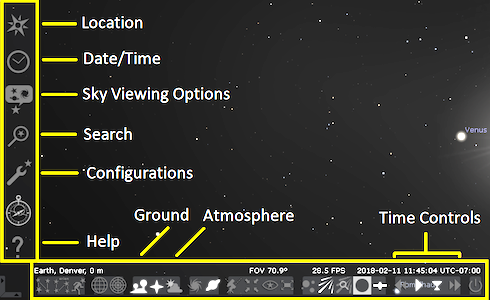 Location
Date/Time
Sky Viewing Options
Venus
Search
Configurations
Ground
Atmosphere
Time Controls
Help
Earth, Denver, 0 m
FOV 70.9°
28.5 FPS
2018-02-11 11:45:04 UTC-07:00